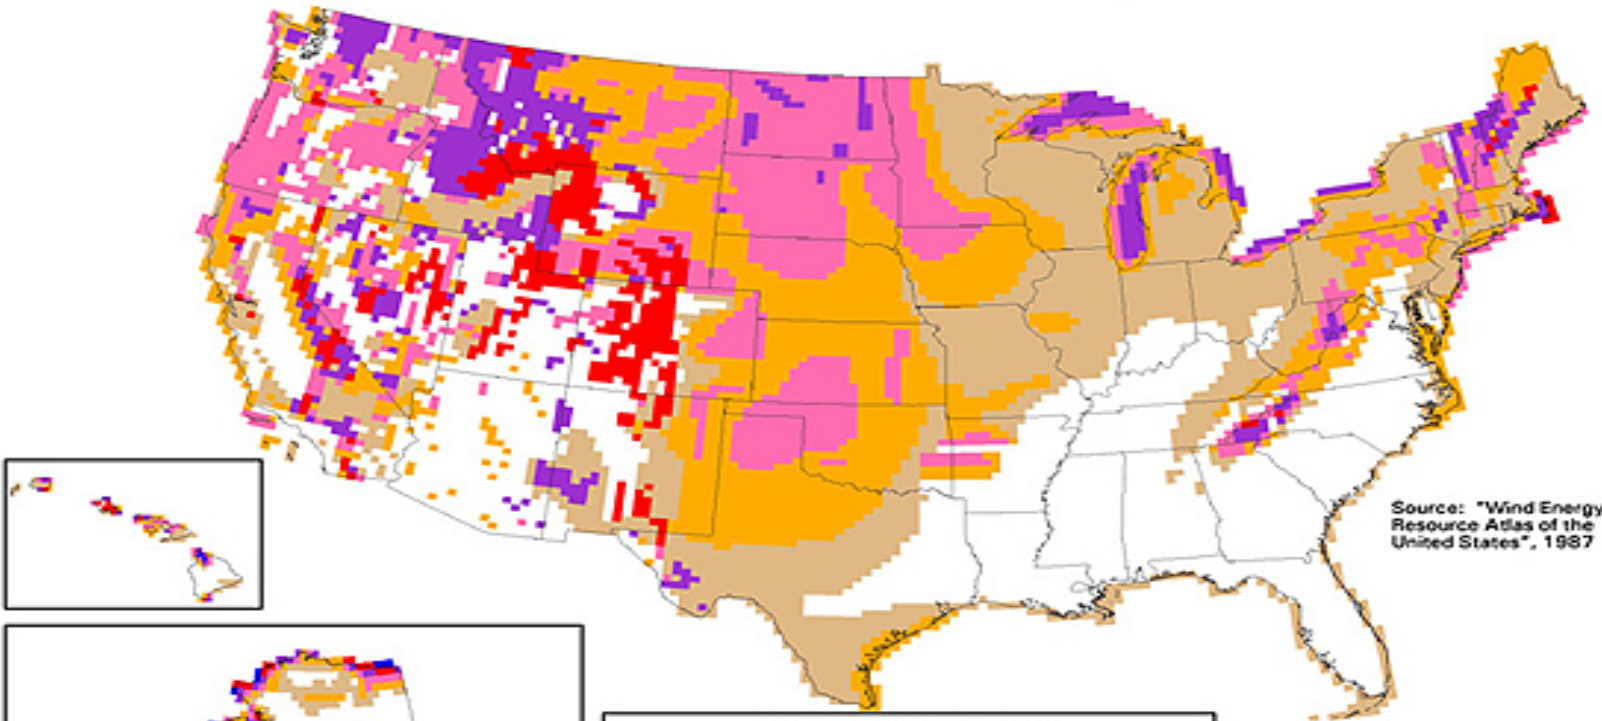 Source: "Wind Energy
Resource Atlas of the
United States", 1987